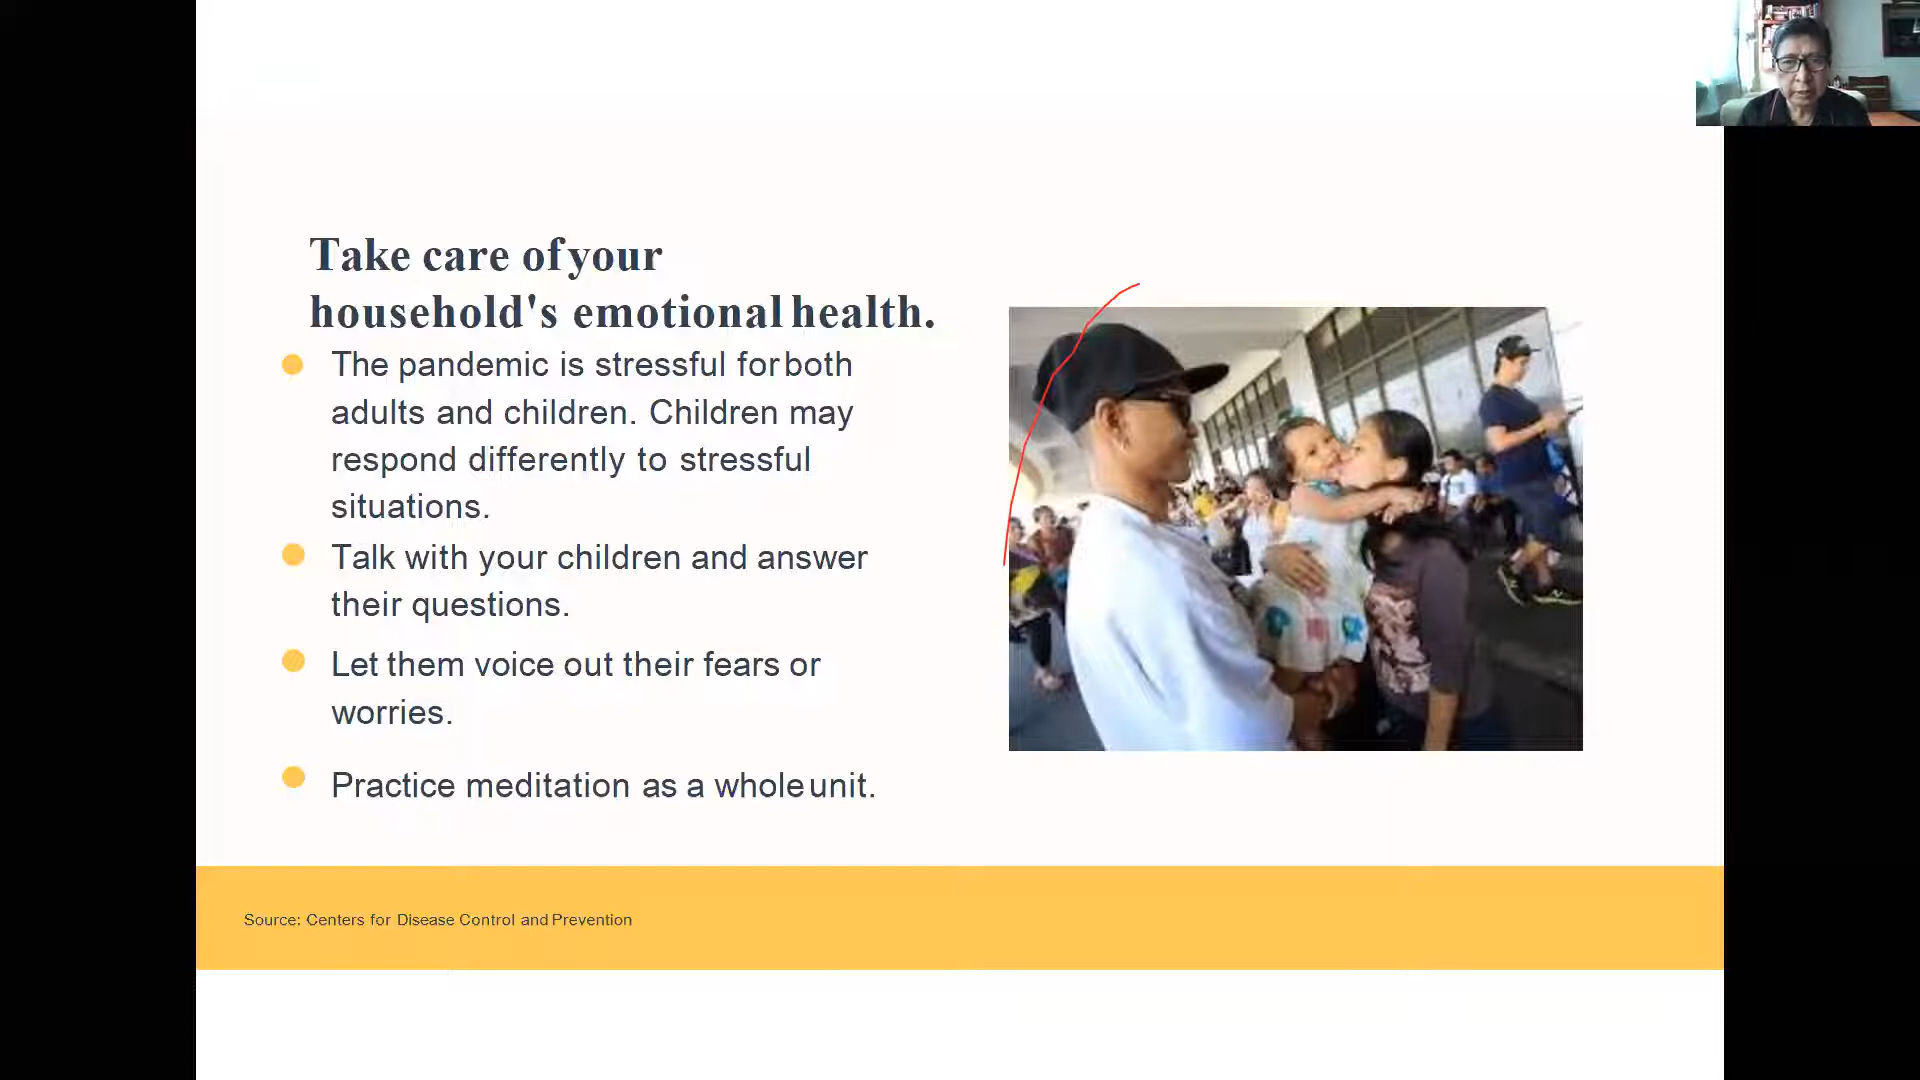 Take care of your
household's emotional health.
The pandemic is stressful for both
adults and children. Children may
respond differently to stressful
situations.
Talk with your children and answer
their questions.
Let them voice out their fears or
worries.
Practice meditation as a whole unit.
Source: Centers for Disease Control and Prevention